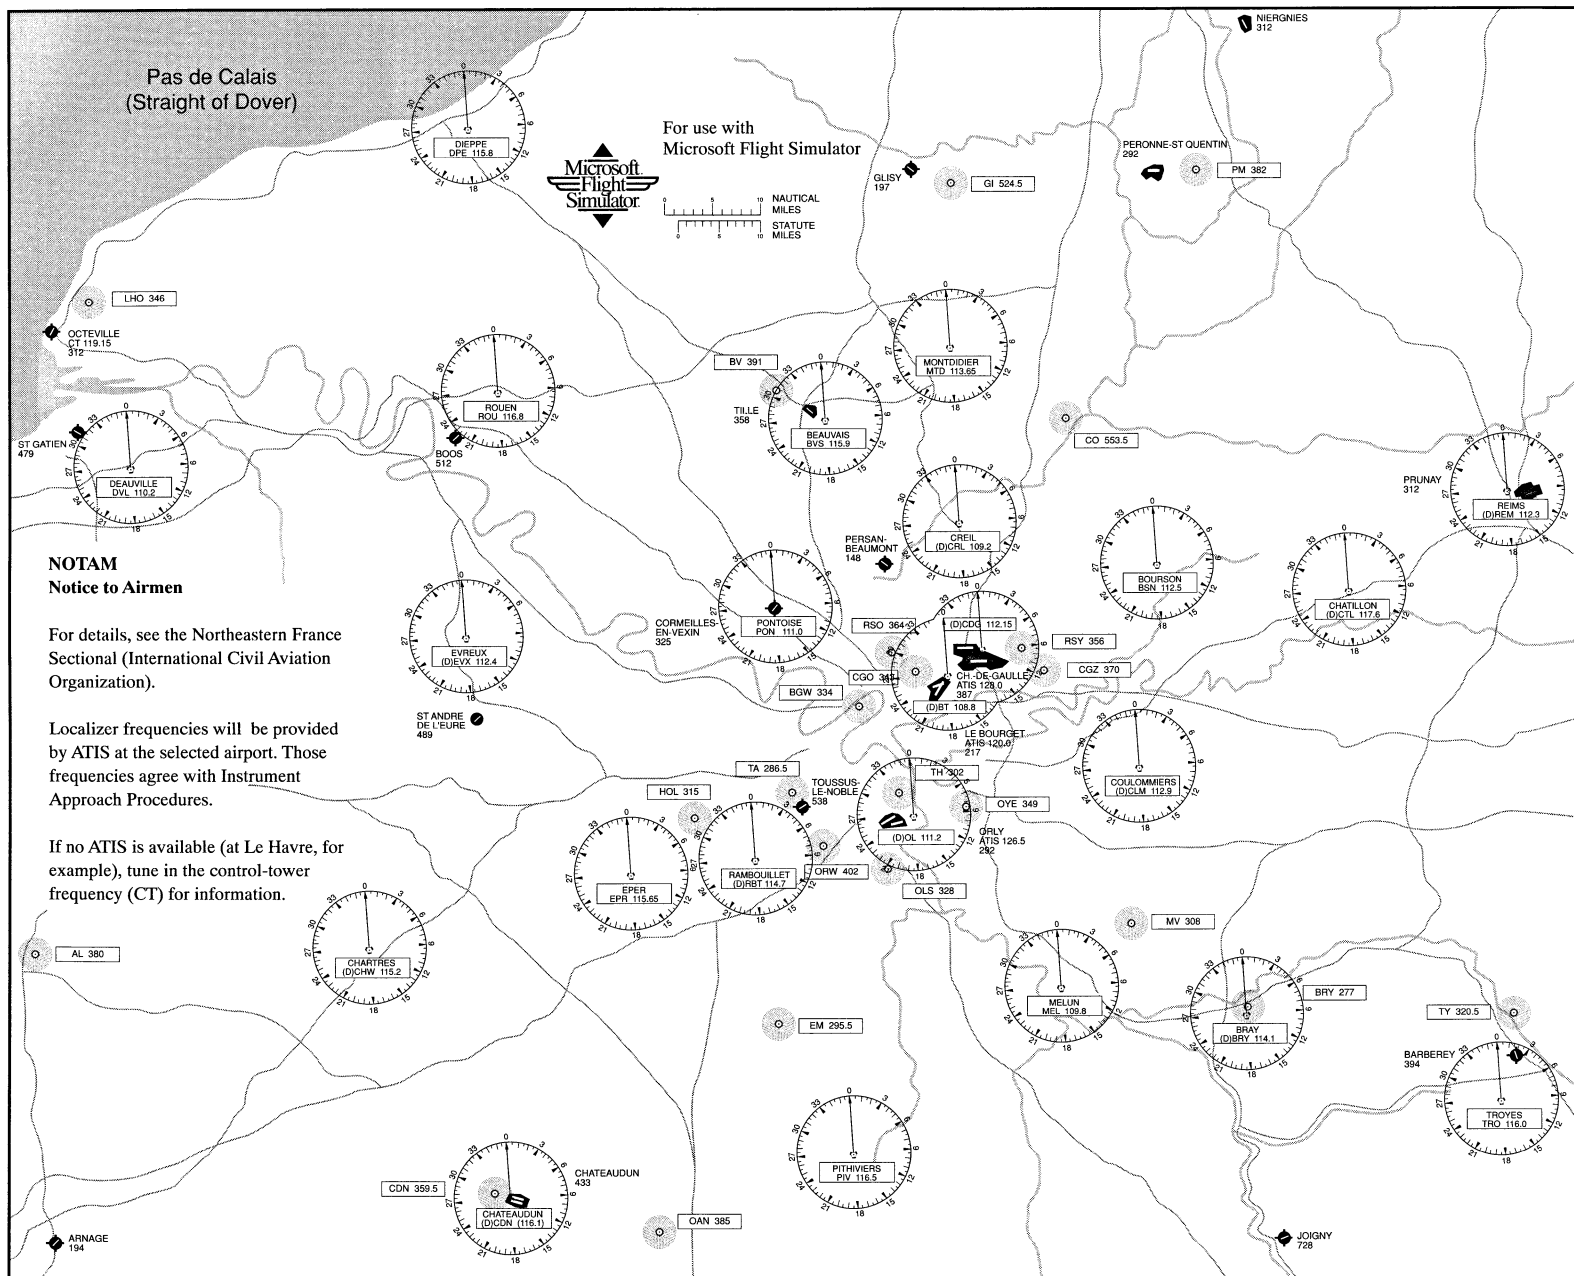 Pas de Calais
(Straight of Dover)
NIERGNIES
312
DIEPPE
DPE 115.8
For use with
Microsoft Flight Simulator
Microsoft
Flight
Simulator
NAUTICAL
MILES
STATUTE
MILES
0 5 10
0 5 10
GLISY
197
GI 524.5
PERONNE-ST QUENTIN
292
PM 382
LHO 346
OCTEVILLE
CT 119.15
312
ROUEN
ROU 116.8
BV 391
TILLE
358
BEAUVAIS
BVS 115.9
MONTDIDIER
MTD 113.65
CO 553.5
ST GATIEN
479
DEAUVILLE
DVL 110.2
BOOS
512
PRUNAY
312
REIMS
(D)REM 112.3
PERSAN-
BEAUMONT
148
CREIL
(D)CRL 109.2
BOURSON
BSN 112.5
CHATILLON
(D)CTL 117.6
NOTAM
Notice to Airmen
For details, see the Northeastern France
Sectional (International Civil Aviation
Organization).
Localizer frequencies will be provided
by ATIS at the selected airport. Those
frequencies agree with Instrument
Approach Procedures.
If no ATIS is available (at Le Havre, for
example), tune in the control-tower
frequency (CT) for information.
EVREUX
(D)EVX 112.4
ST ANDRE
DE L'EURE
489
CORMEILLES-
EN-VEXIN
325
PONTOISE
PON 111.0
RSO 364
(D)CDG 112.15
RSY 356
CGO 343
CGZ 370
CH.-DE-GAULLE
ATIS 128.0
387
BGW 334
(D)BT 108.8
LE BOURGET
ATIS 120.0
217
COULOMMIERS
(D)CLM 112.9
TA 286.5
TOUSSUS-
LE-NOBLE
538
TH 302
HOL 315
OYE 349
ORLY
ATIS 126.5
292
(D)OL 111.2
EPER
EPR 115.65
RAMBOUILLET
(D)RBT 114.7
ORW 402
OLS 328
MV 308
AL 380
CHARTRES
(D)CHW 115.2
MELUN
MEL 109.8
BRY 277
BRAY
(D)BRY 114.1
TY 320.5
EM 295.5
BARBEREY
394
TROYES
TRO 116.0
PITHIVIERS
PIV 116.5
CHATEAUDUN
433
CDN 359.5
CHATEAUDUN
(D)CDN (116.1)
OAN 385
ARNAGE
194
JOIGNY
728